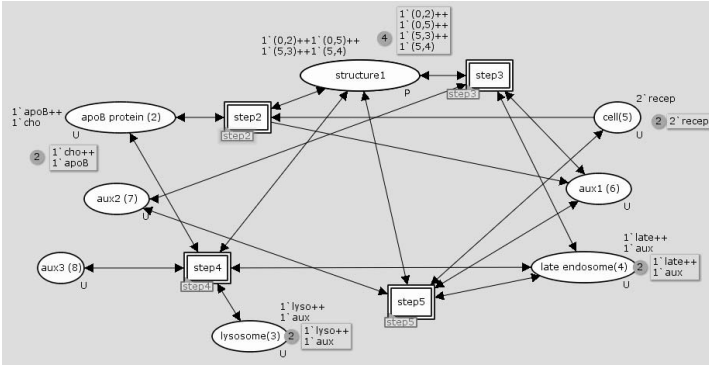 1`(0,2)++1`(0,5)++
1`(5,3)++1`(5,4)
4
1`(0,2)++
1`(0,5)++
1`(5,3)++
1`(5,4)
structure1
P
step3
step3
1`apoB++
1`cho
apoB protein (2)
U
step2
step2
2`recep
cell(5)
2
2`recep
U
2
1`cho++
1`apoB
aux2 (7)
U
aux1 (6)
U
1`late++
1`aux
aux3 (8)
U
step4
step4
late endosome(4)
2
1`late++
1`aux
U
step5
step5
1`lyso++
1`aux
lysosome(3)
2
1`lyso++
1`aux
U